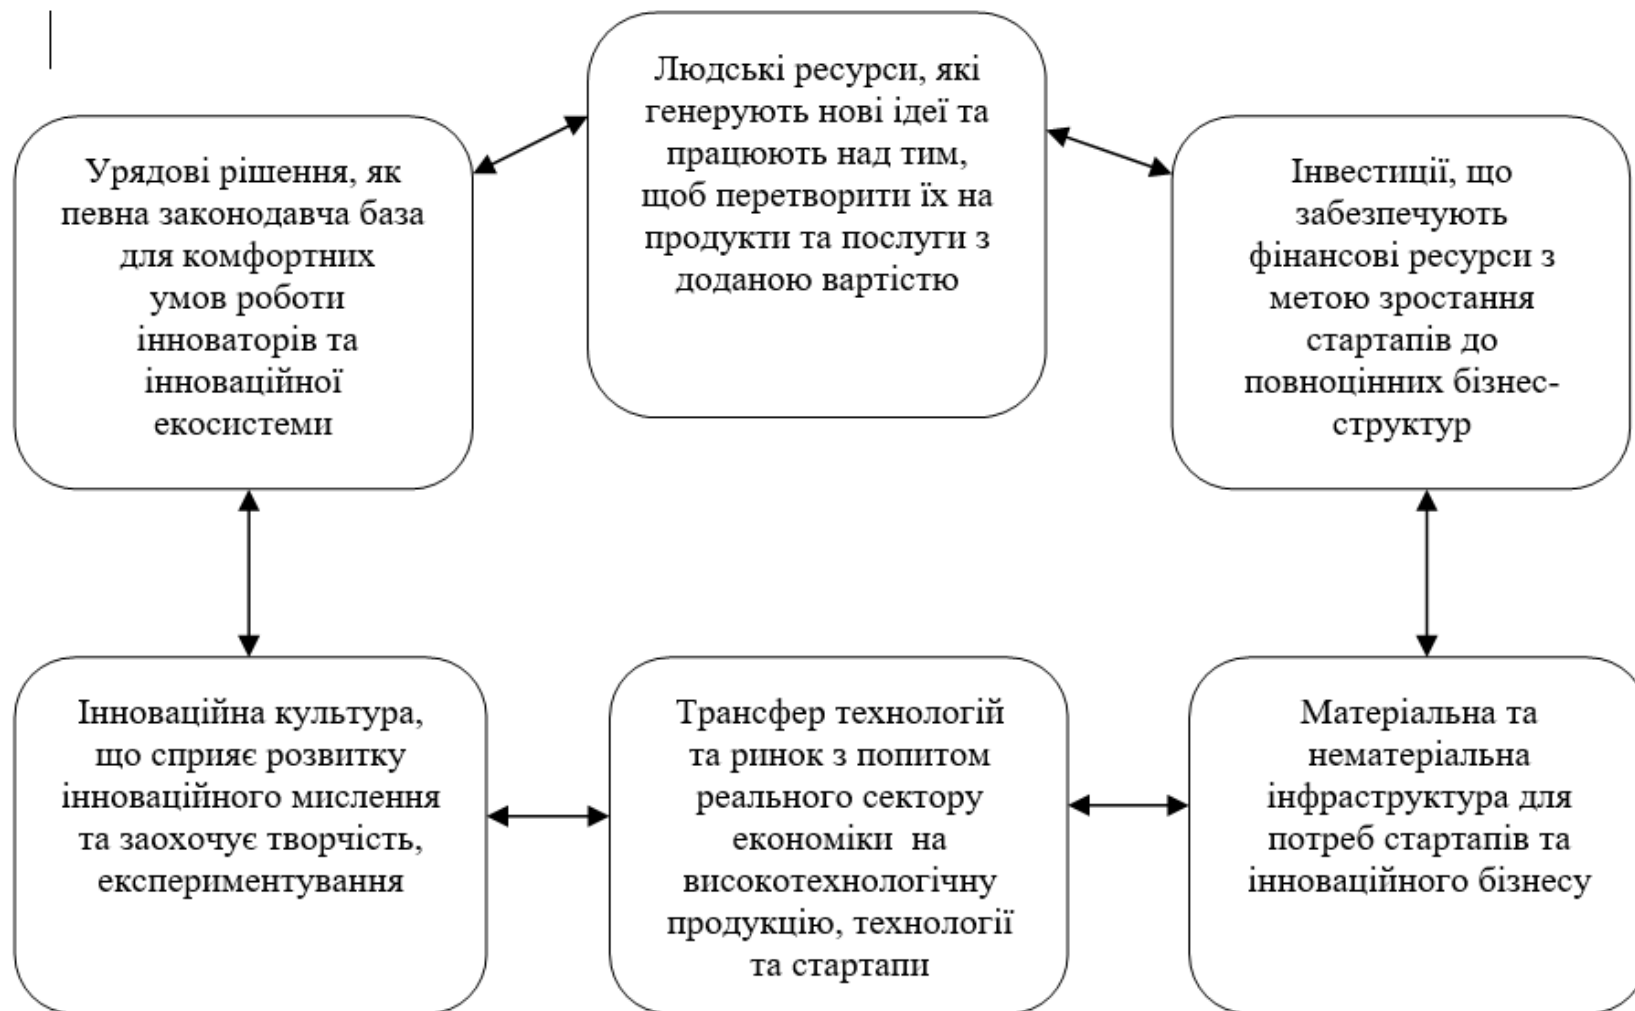 Людські ресурси, які
генерують нові ідеї та
працюють над тим,
щоб перетворити їх на
продукти та послуги з
доданою вартістю
Урядові рішення, як
певна законодавча база
для комфортних
умов роботи
інноваторів та
інноваційної
екосистеми
Інвестиції, що
забезпечують
фінансові ресурси з
метою зростання
стартапів до
повноцінних бізнес-
структур
Інноваційна культура,
що сприяє розвитку
інноваційного мислення
та заохочує творчість,
експериментування
Трансфер технологій
та ринок з попитом
реального сектору
економіки на
високотехнологічну
продукцію, технології
та стартапи
Матеріальна та
нематеріальна
інфраструктура для
потреб стартапів та
інноваційного бізнесу